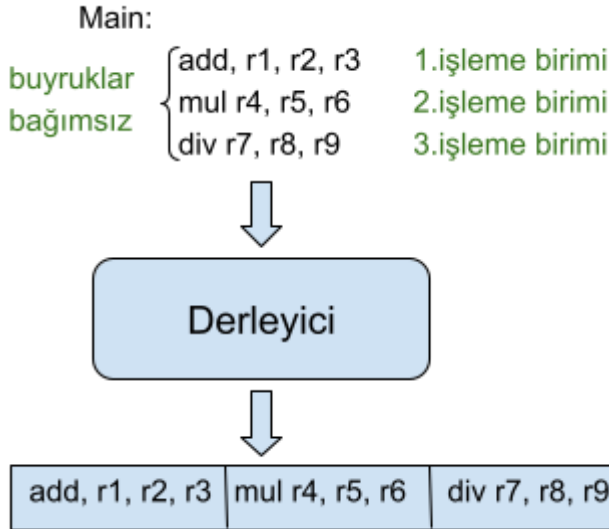 Main:
buyruklar
bağımsız
add, r1, r2, r3 1.işleme birimi
mul r4, r5, r6 2.işleme birimi
div r7, r8, r9 3.işleme birimi
Derleyici
add, r1, r2, r3 mul r4, r5, r6 div r7, r8, r9